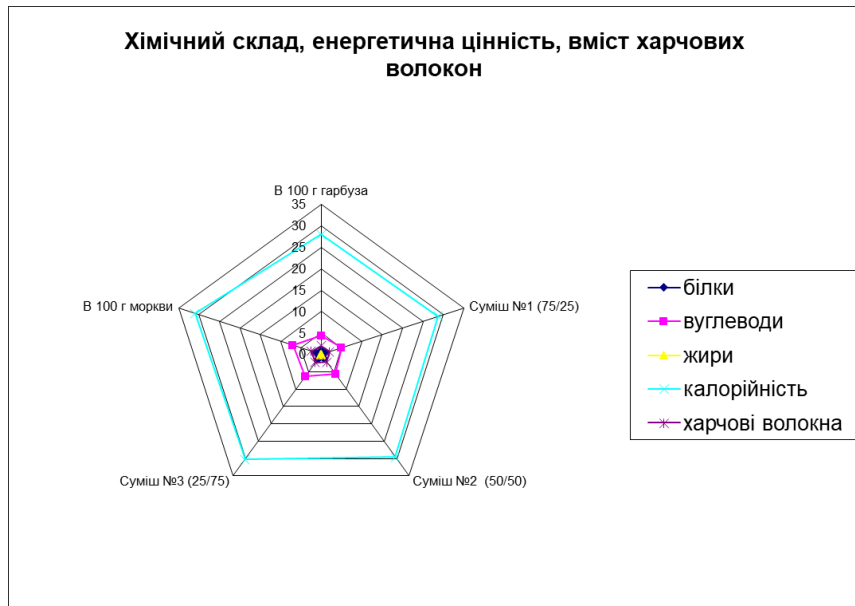 Хімічний склад, енергетична цінність, вміст харчових
волокон
В 100 г гарбуза
35
30
25
20
15
10
5
0
В 100 г моркви
Суміш №1 (75/25)
Суміш №3 (25/75)
Суміш №2 (50/50)
білки
вуглеводи
жири
калорійність
харчові волокна